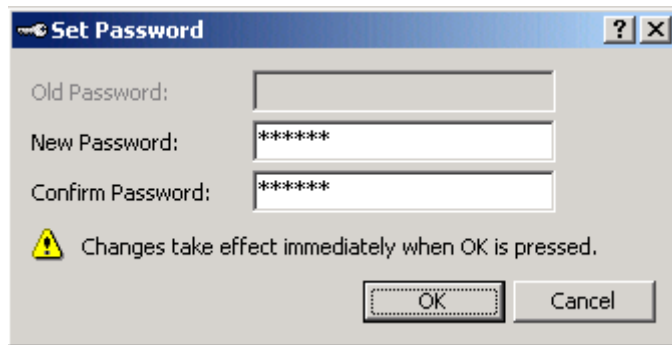 Set Password
Old Password:
New Password: ******
Confirm Password: ******
Changes take effect immediately when OK is pressed.
OK Cancel